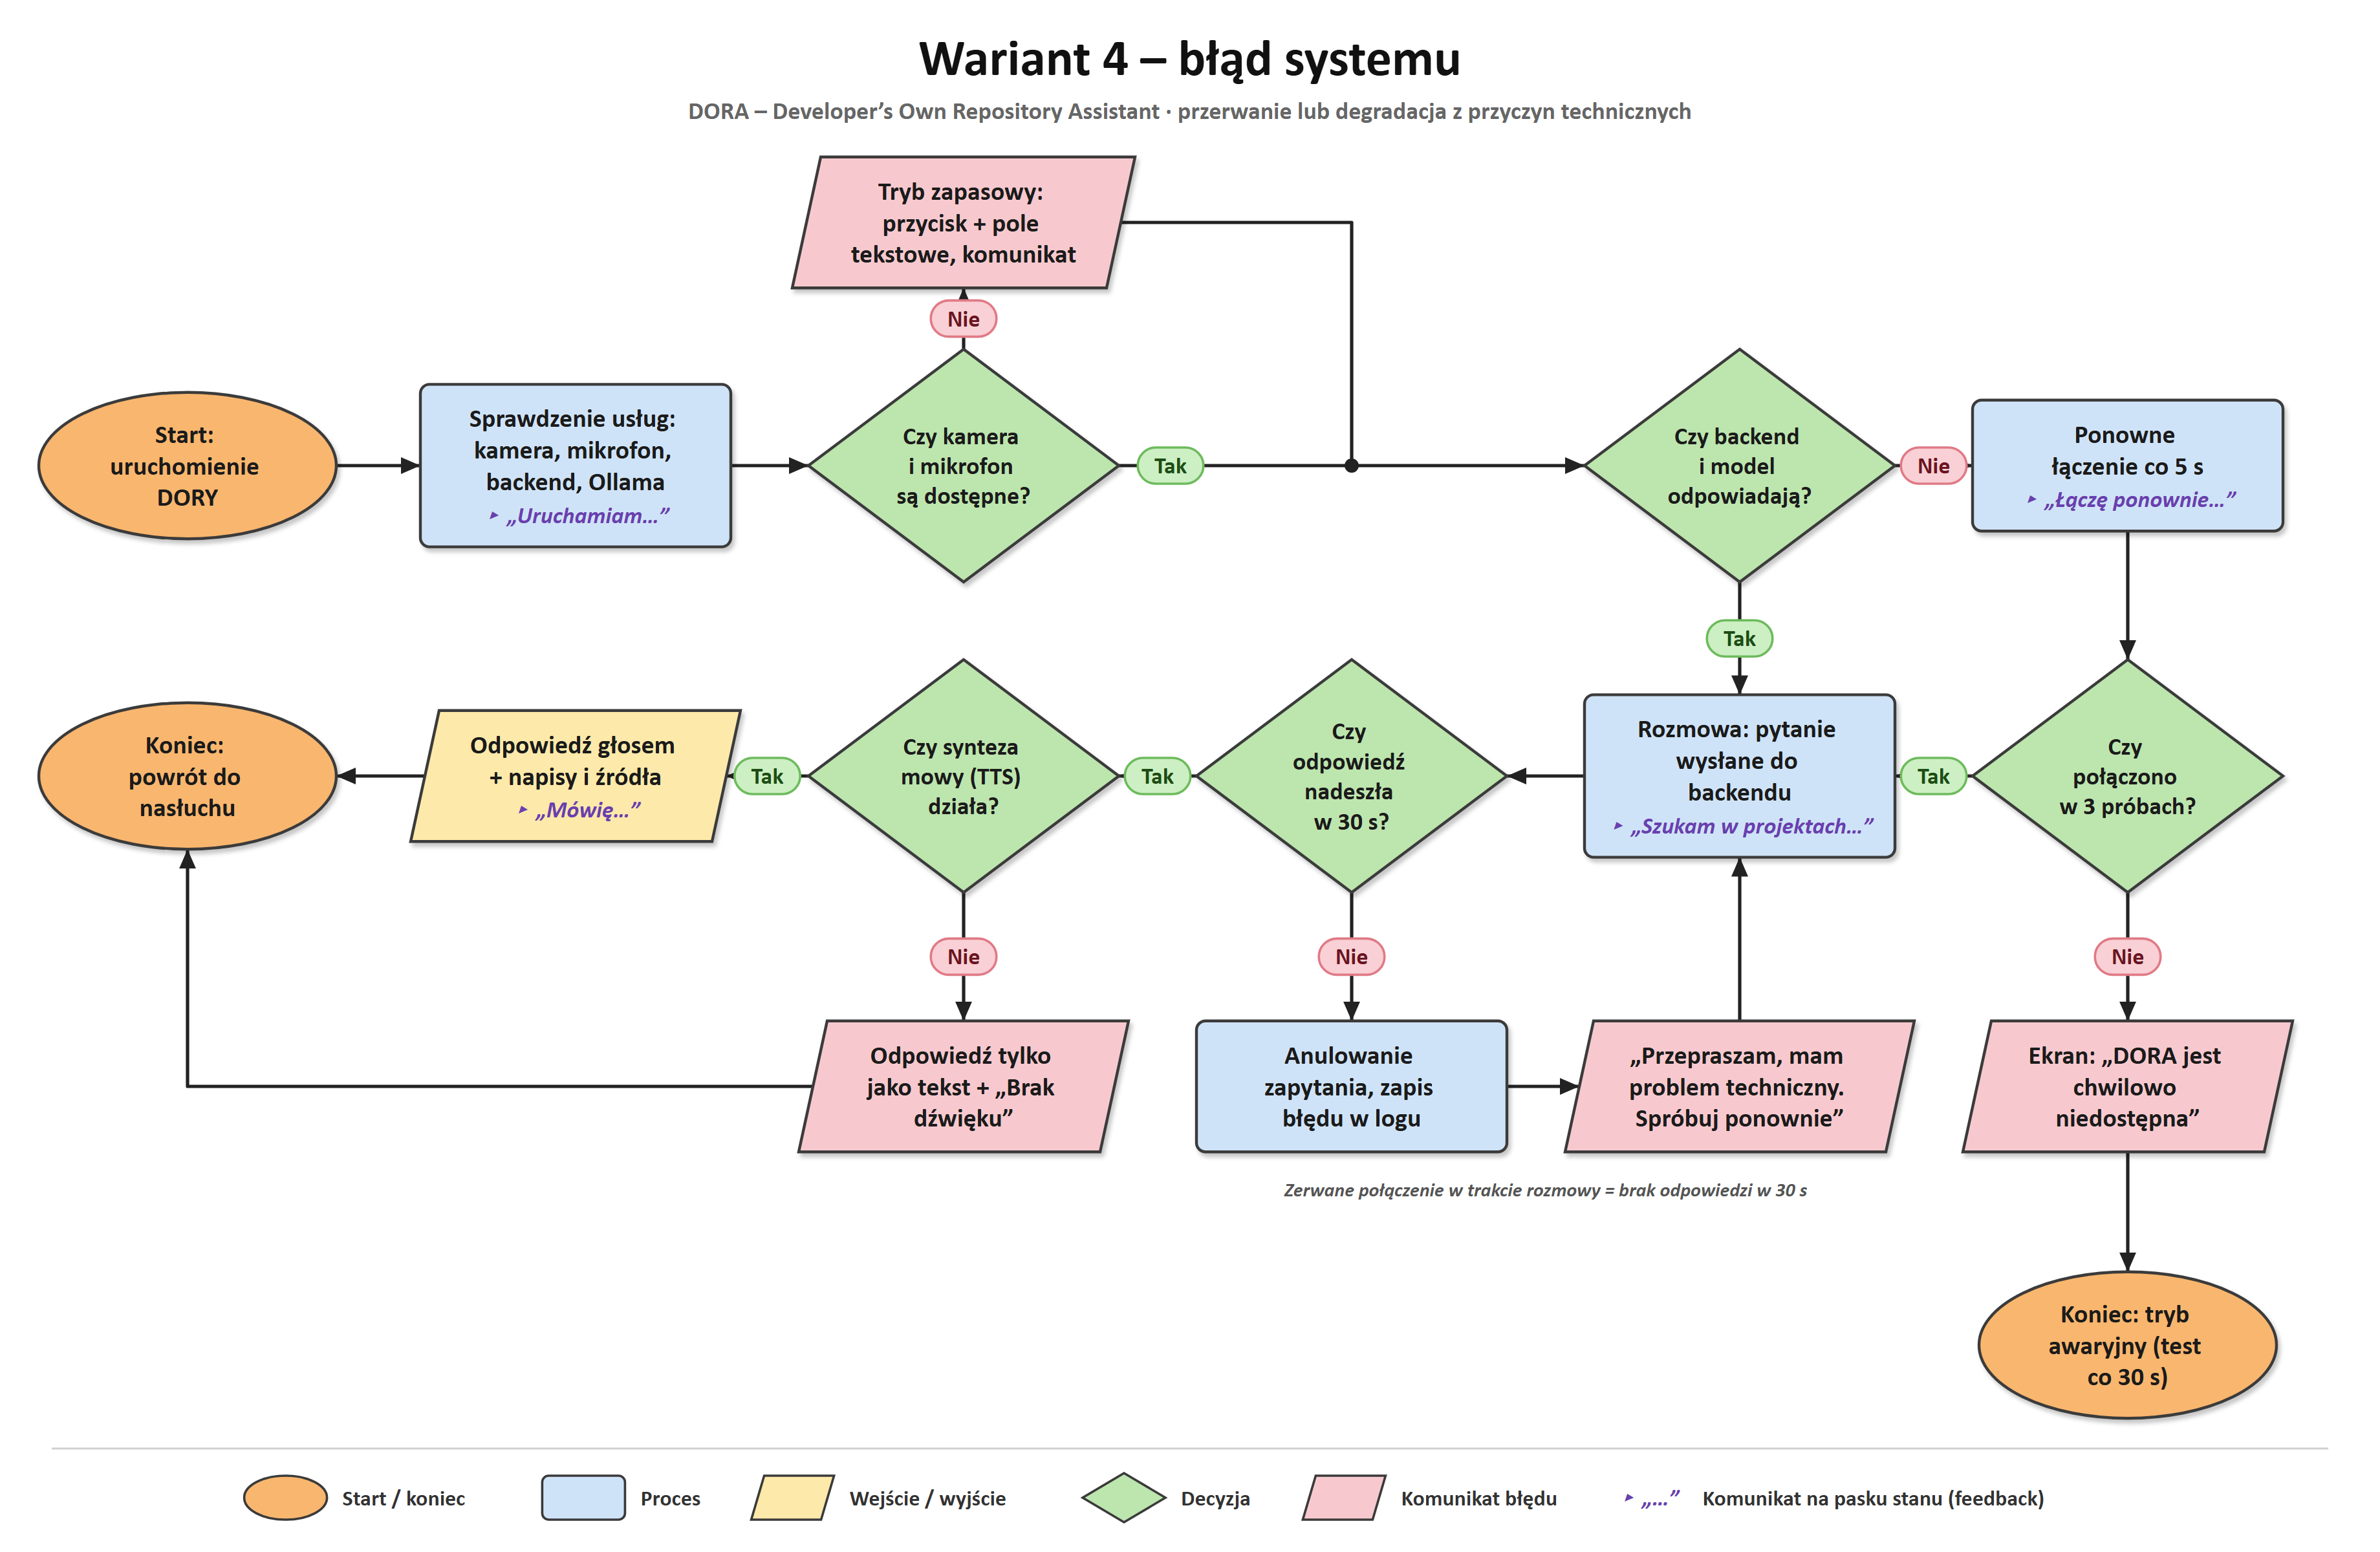 Wariant 4 – błąd systemu
DORA – Developer’s Own Repository Assistant · przerwanie lub degradacja z przyczyn technicznych
Tryb zapasowy:
przycisk + pole
tekstowe, komunikat
Nie
Start:
uruchomienie
DORY
Sprawdzenie usług:
kamera, mikrofon,
backend, Ollama
▸ „Uruchamiam…”
Czy kamera
i mikrofon
są dostępne?
Tak
Czy backend
i model
odpowiadają?
Nie
Ponowne
łączenie co 5 s
▸ „Łączę ponownie…”
Tak
Koniec:
powrót do
nasłuchu
Odpowiedź głosem
+ napisy i źródła
▸ „Mówię…”
Tak
Czy synteza
mowy (TTS)
działa?
Tak
Czy
odpowiedź
nadeszła
w 30 s?
Rozmowa: pytanie
wysłane do
backendu
▸ „Szukam w projektach…”
Tak
Czy
połączono
w 3 próbach?
Nie
Nie
Nie
Odpowiedź tylko
jako tekst + „Brak
dźwięku”
Anulowanie
zapytania, zapis
błędu w logu
„Przepraszam, mam
problem techniczny.
Spróbuj ponownie”
Ekran: „DORA jest
chwilowo
niedostępna”
Zerwane połączenie w trakcie rozmowy = brak odpowiedzi w 30 s
Koniec: tryb
awaryjny (test
co 30 s)
Start / koniec
Proces
Wejście / wyjście
Decyzja
Komunikat błędu
▸ „…”
Komunikat na pasku stanu (feedback)